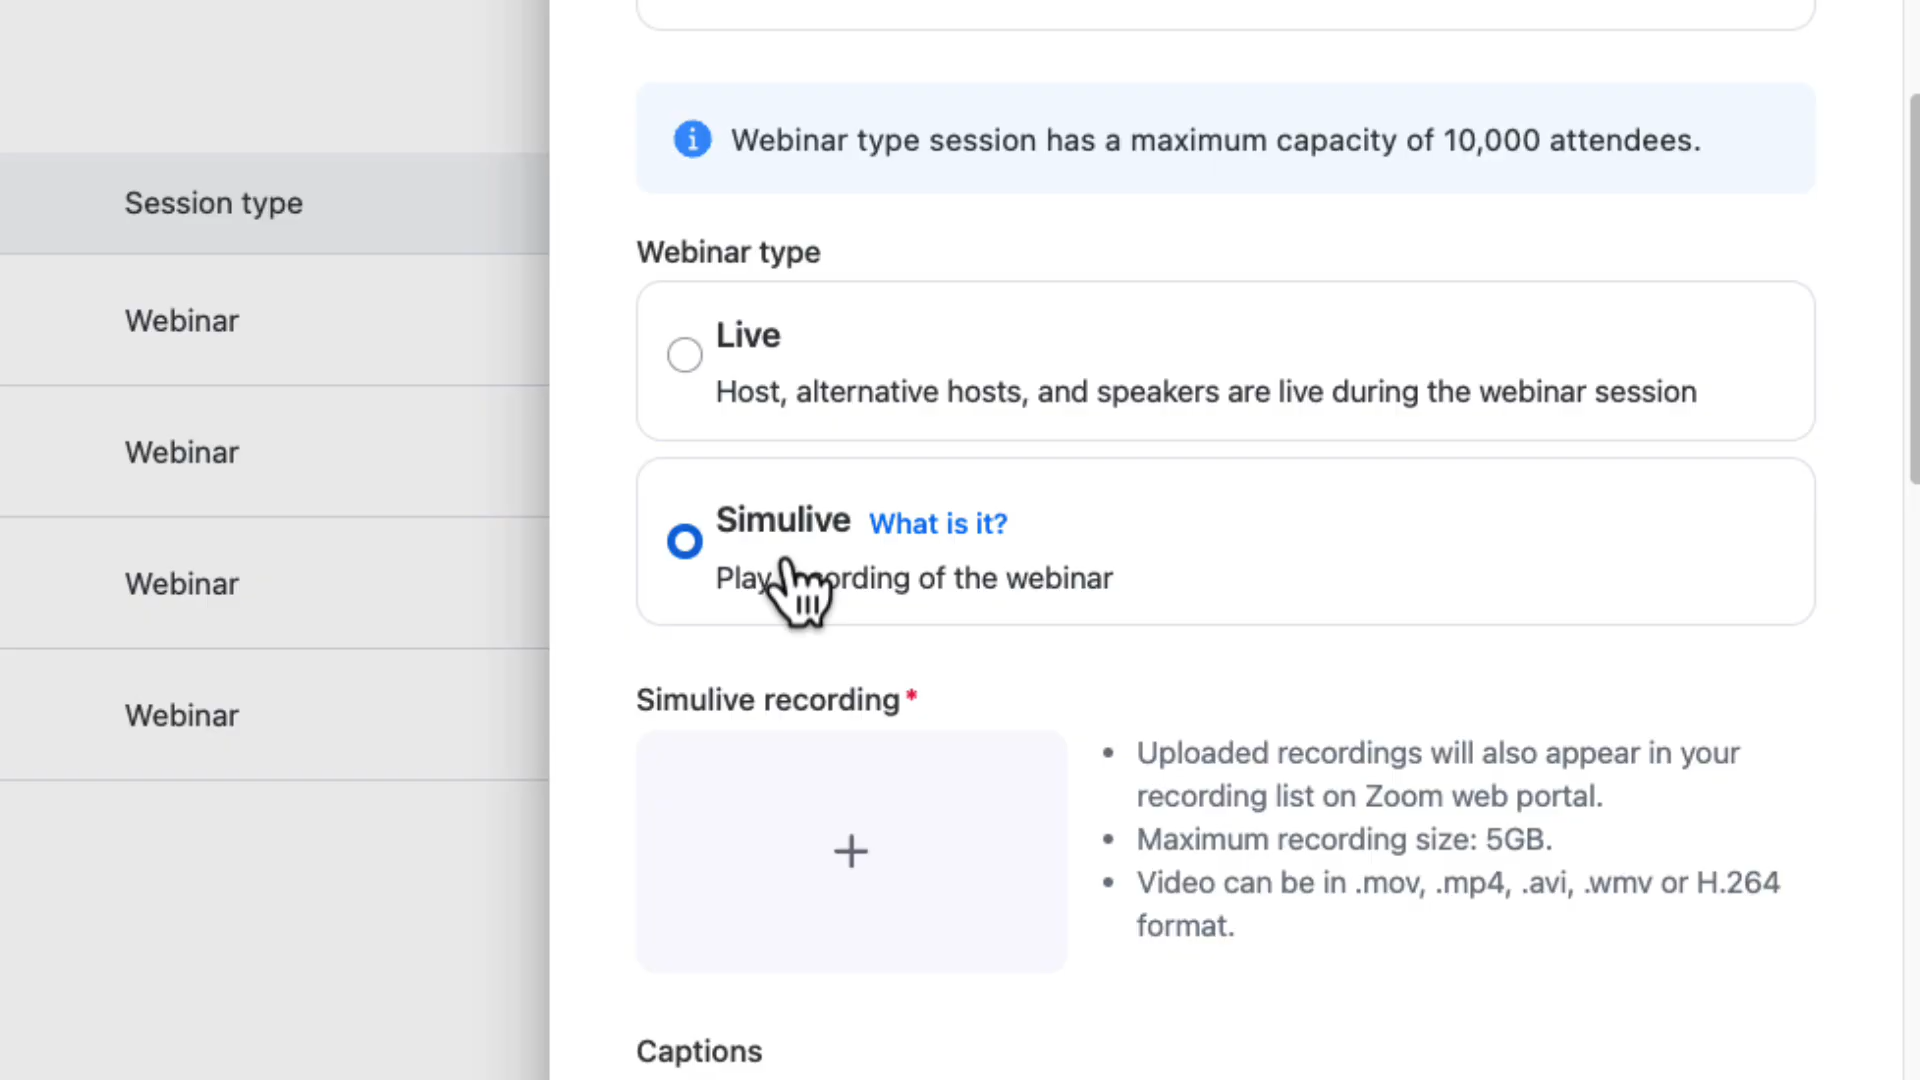 Session type
Webinar
Webinar
Webinar
Webinar
Webinar type session has a maximum capacity of 10,000 attendees.
Webinar type
Live
Host, alternative hosts, and speakers are live during the webinar session
Simulive What is it?
Play of the webinar
Simulive recording*
Uploaded recordings will also appear in your
recording list on Zoom web portal.
Maximum recording size: 5GB.
Video can be in .mov, .mp4, .avi, .wmv or H.264
format.
Captions